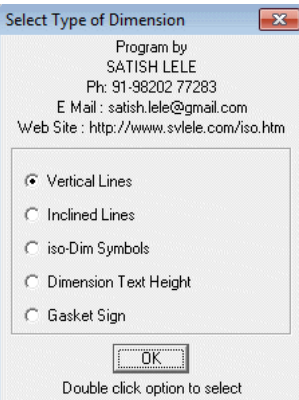 Select Type of Dimension
Program by
SATISH LELE
Ph: 91-98202 77283
E Mail : satish.lele@gmail.com
Web Site : http://www.svlele.com/iso.htm
Vertical Lines
Inclined Lines
iso-Dim Symbols
Dimension Text Height
Gasket Sign
OK
Double click option to select